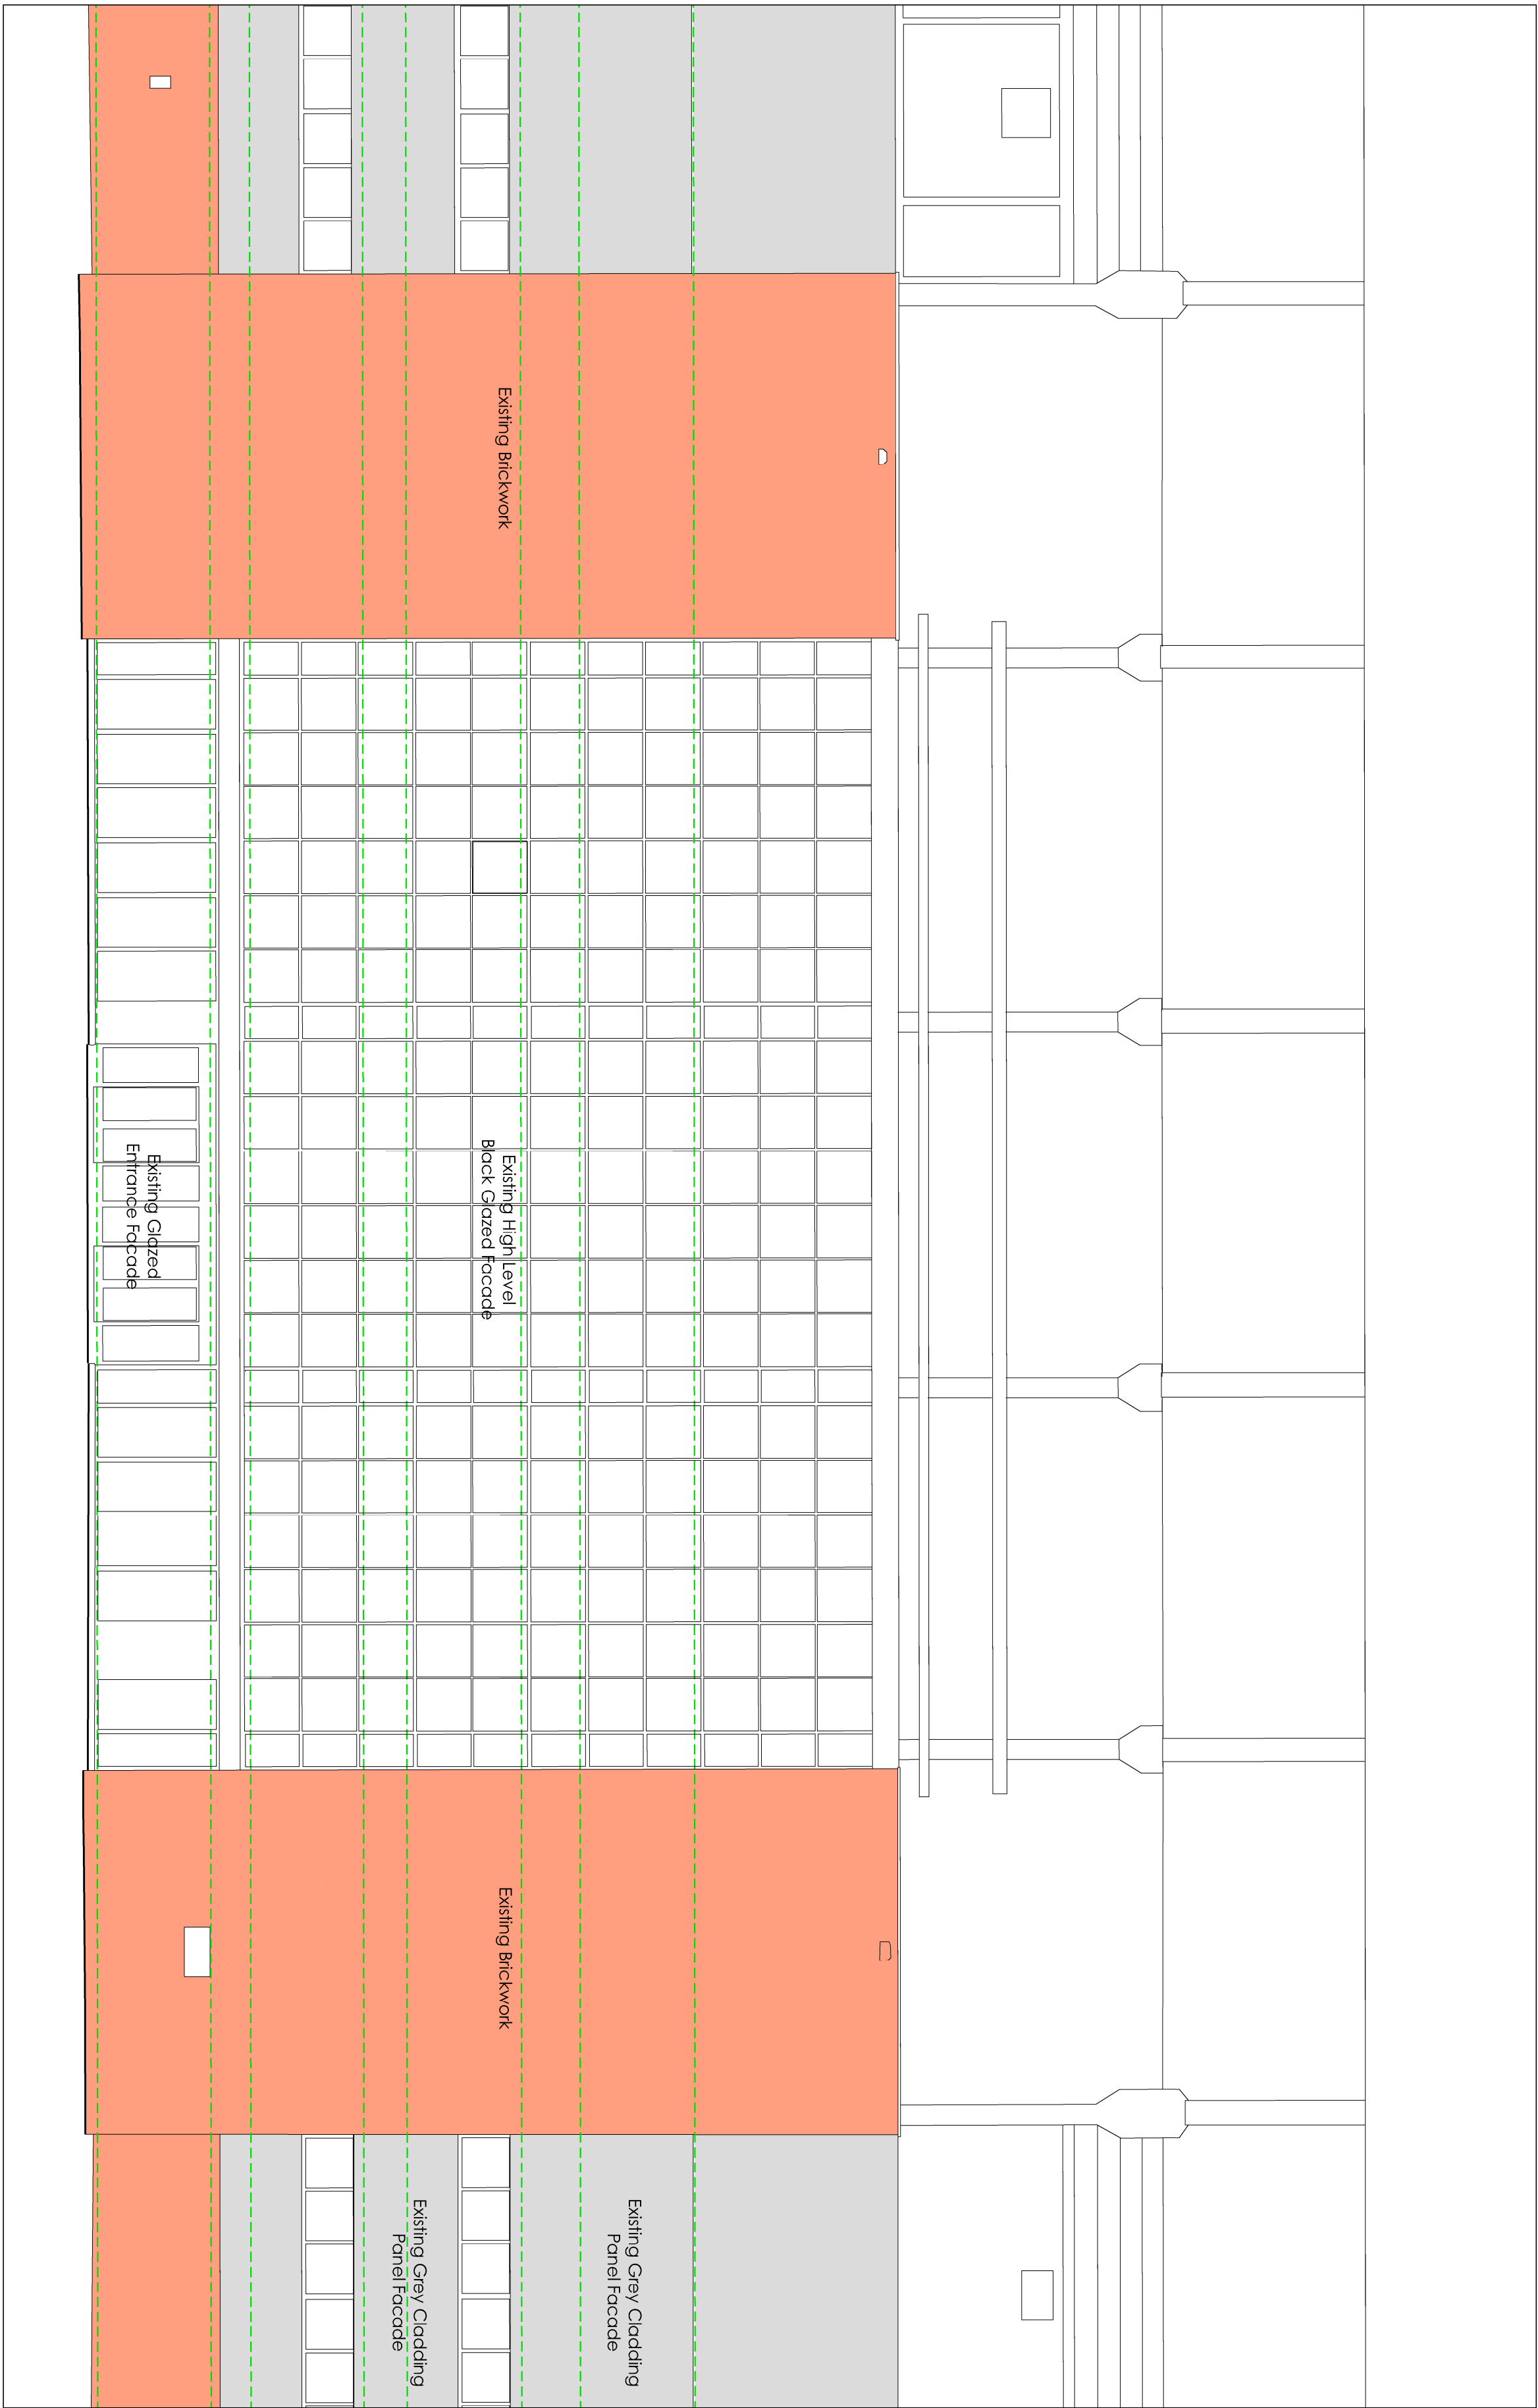 Existing Brickwork
Existing High Level
Black Glazed Facade
Existing Glazed
Entrance Facade
Existing Brickwork
Existing Grey Cladding
Panel Facade
Existing Grey Cladding
Panel Facade